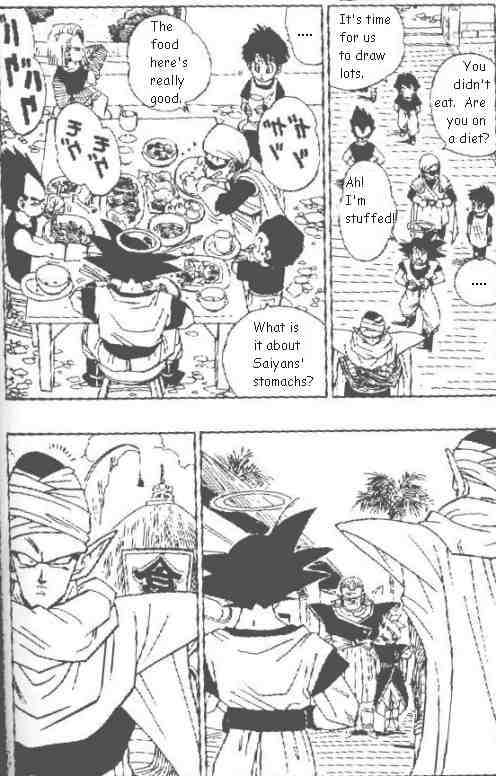 The
food
here's
really
good.
....
What is
it about
Saiyans'
stomachs?
It's time
for us
to draw
lots.
You
didn't
eat. Are
you on
a diet?
Ah!
I'm
stuffed!
....